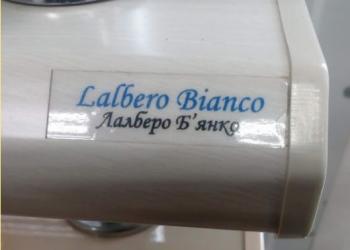 Lalbero Bianco
Лалберо Б'янко